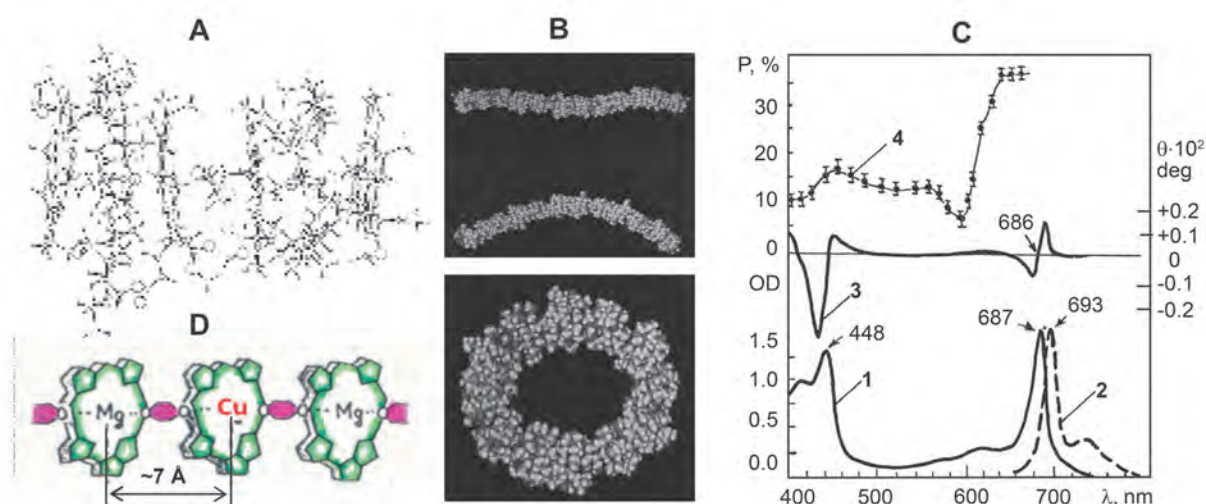 A
B
C
P, %
30
20
10
0
OD
1.5
1.0
0.5
0.0
4
3
448
1
686
687
693
2
θ·10²
deg
+0.2
+0.1
0
-0.1
-0.2
400
500
600
700
λ, nm
D
Mg
Cu
Mg
~7 Å